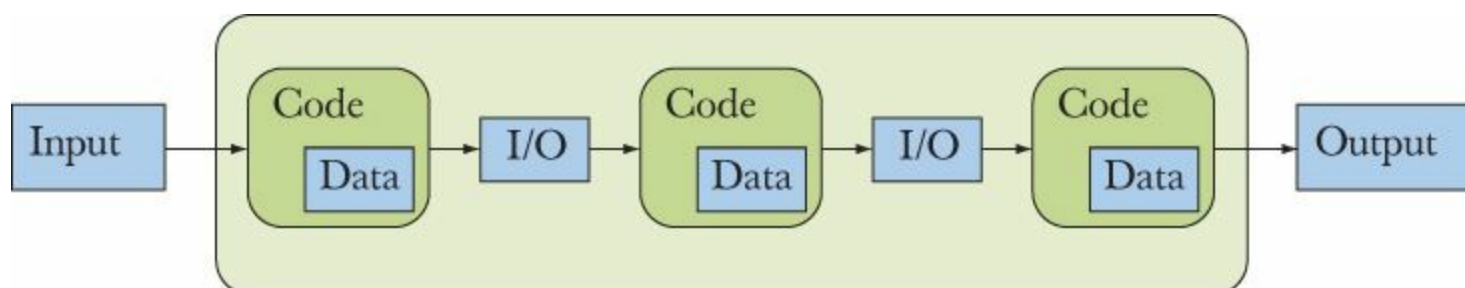 Input
Code
Data
I/O
Code
Data
I/O
Code
Data
Output